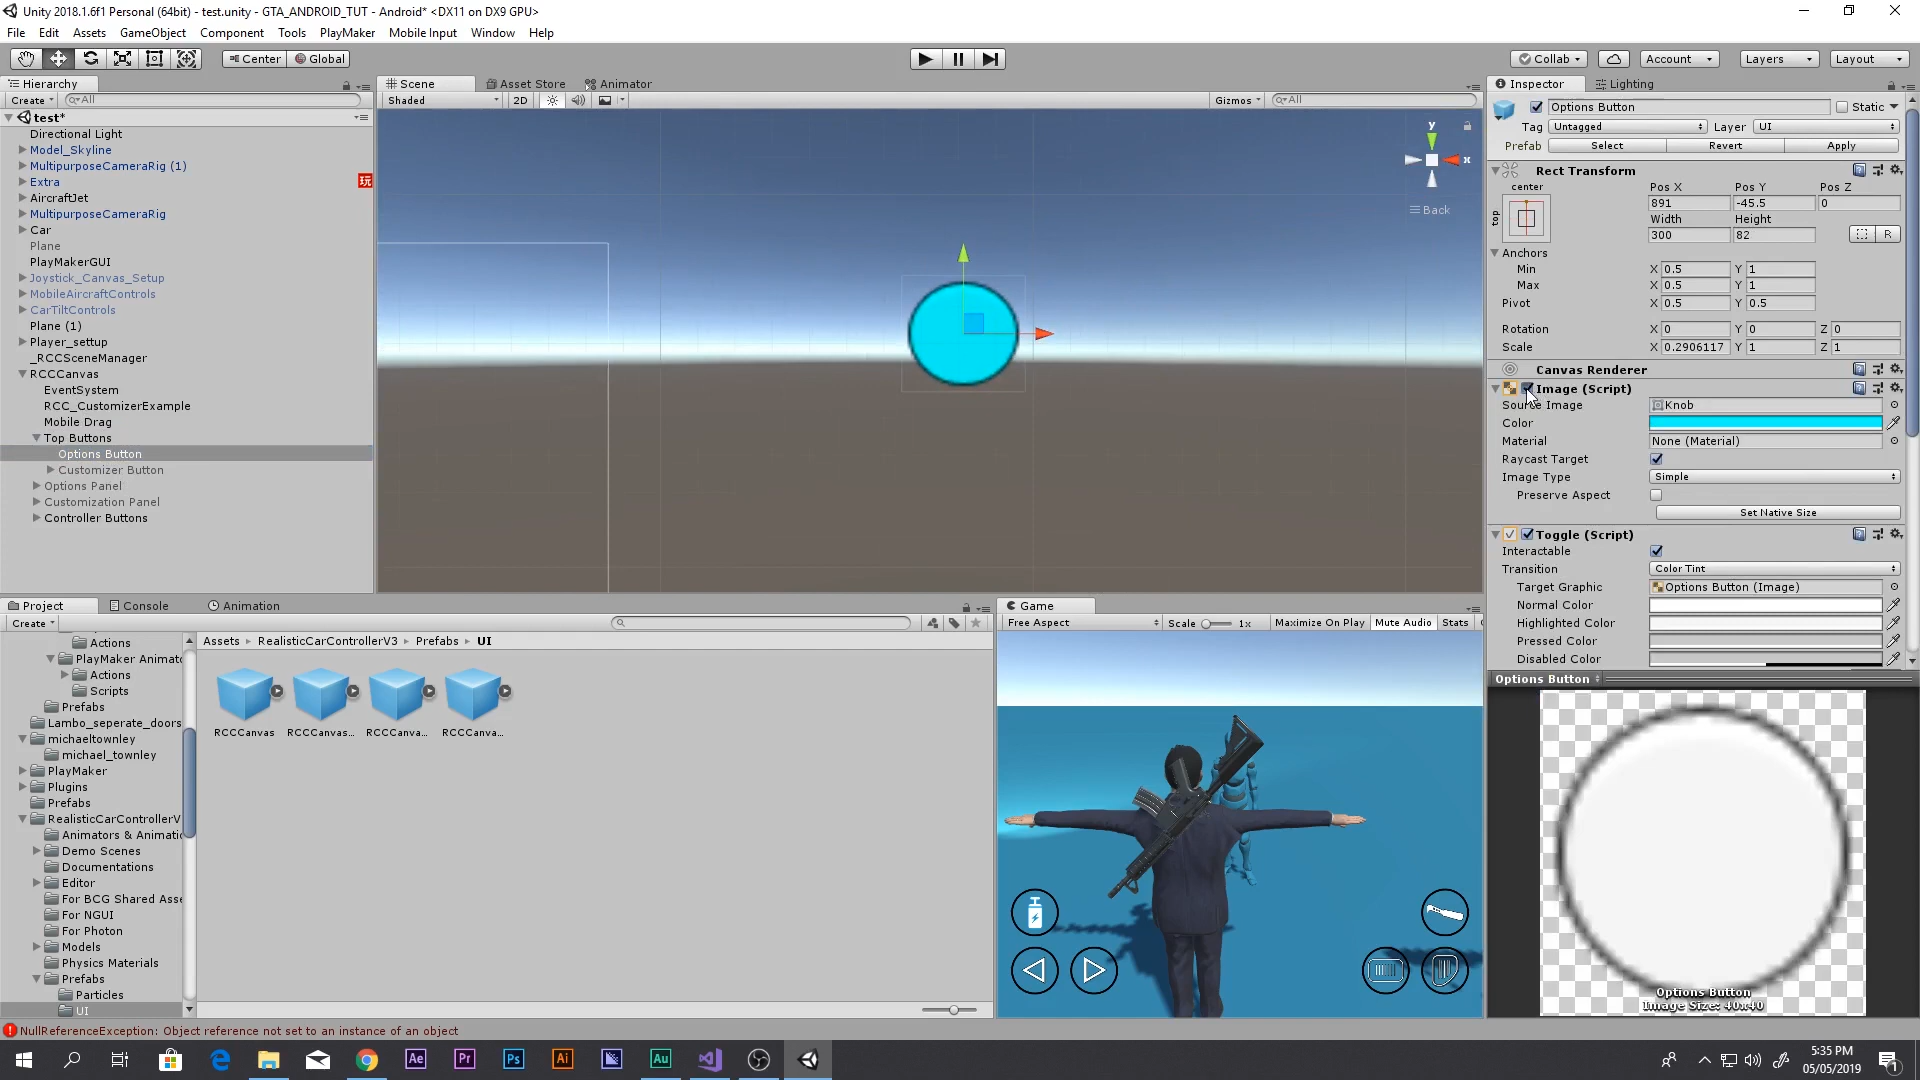 Unity 2018.1.6f1 Personal (64bit) - test.unity - GTA_ANDROID_TUT - Android* <DX11 on DX9 GPU>
File Edit Assets GameObject Component Tools PlayMaker Mobile Input Window Help
Center Global Collab Account Layers Layout
Hierarchy
Create All
test*
Directional Light
Model_Skyline
MultipurposeCameraRig (1)
Extra
玩
AircraftJet
MultipurposeCameraRig
Car
Plane
PlayMakerGUI
Joystick_Canvas_Setup
MobileAircraftControls
CarTiltControls
Plane (1)
Player_settup
_RCCSceneManager
RCCCanvas
EventSystem
RCC_CustomizerExample
Mobile Drag
Top Buttons
Options Button
Customizer Button
Options Panel
Customization Panel
Controller Buttons
Scene Asset Store Animator
Shaded 2D Gizmos All
y
x
Back
Inspector Lighting
Options Button Static
Tag Untagged Layer UI
Prefab Select Revert Apply
Rect Transform
center
top
Pos X Pos Y Pos Z
891 -45.5 0
Width Height
300 82
R
Anchors
Min X 0.5 Y 1
Max X 0.5 Y 1
Pivot X 0.5 Y 0.5
Rotation X 0 Y 0 Z 0
Scale X 0.2906117 Y 1 Z 1
Canvas Renderer
Image (Script)
Source Image Knob
Color
Material None (Material)
Raycast Target
Image Type Simple
Preserve Aspect
Set Native Size
Toggle (Script)
Interactable
Transition Color Tint
Target Graphic Options Button (Image)
Normal Color
Highlighted Color
Pressed Color
Disabled Color
Options Button
Options Button
Image Size: 40x40
Project Console Animation
Create
Actions
PlayMaker Animato
Actions
Scripts
Prefabs
Lambo_seperate_doors
michaeltownley
michael_townley
PlayMaker
Plugins
Prefabs
RealisticCarControllerV
Animators & Animatio
Demo Scenes
Documentations
Editor
For BCG Shared Asse
For NGUI
For Photon
Models
Physics Materials
Prefabs
Particles
UI
Assets RealisticCarControllerV3 Prefabs UI
RCCCanvas RCCCanvas... RCCCanva... RCCCanva...
Game
Free Aspect Scale 1x Maximize On Play Mute Audio Stats
NullReferenceException: Object reference not set to an instance of an object
Ae Pr Ps Ai Au
5:35 PM
05/05/2019
1